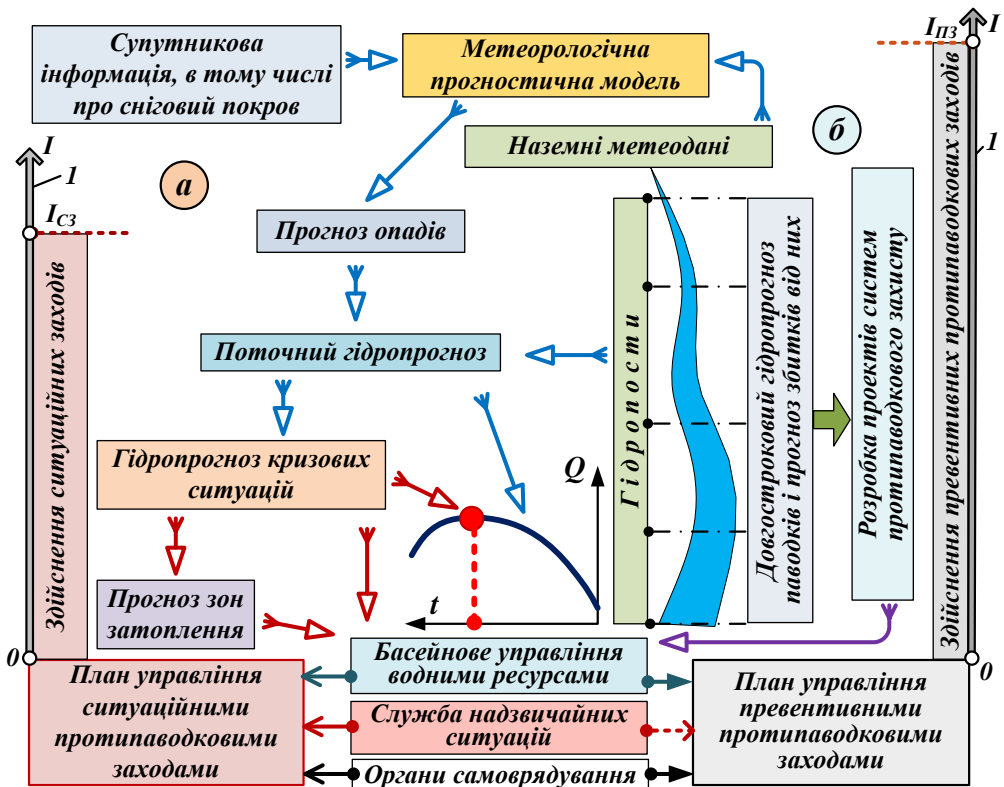 Супутникова
інформація, в тому числі
про сніговий покров
Метеорологічна
прогностична модель
Наземні метеодані
а
б
I
1
IСЗ
I
IПЗ
1
Прогноз опадів
Поточний гідропрогноз
Гідропрогноз кризових
ситуацій
Прогноз зон
затоплення
Q
t
Гідропости
Довгостроковий гідропрогноз
паводків і прогноз збитків від них
Розробка проектів систем
протипаводкового захисту
Здійснення ситуаційних заходів
Здійснення превентивних протипаводкових заходів
0
0
План управління
ситуаційними
протипаводковими
заходами
Басейнове управління
водними ресурсами
Служба надзвичайних
ситуацій
Органи самоврядування
План управління
превентивними
протипаводковими
заходами